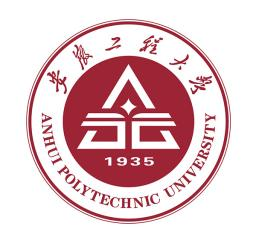 安徽工程大学
1935
ANHUI POLYTECHNIC UNIVERSITY